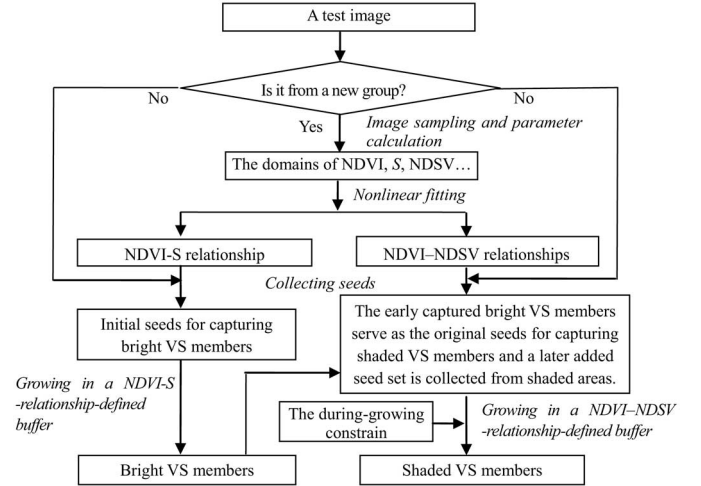 A test image
Is it from a new group?
No
No
Yes
Image sampling and parameter
calculation
The domains of NDVI, S, NDSV…
Nonlinear fitting
NDVI-S relationship
NDVI–NDSV relationships
Collecting seeds
Initial seeds for capturing
bright VS members
The early captured bright VS members
serve as the original seeds for capturing
shaded VS members and a later added
seed set is collected from shaded areas.
Growing in a NDVI-S
-relationship-defined
buffer
The during-growing
constrain
Growing in a NDVI–NDSV
-relationship-defined buffer
Bright VS members
Shaded VS members